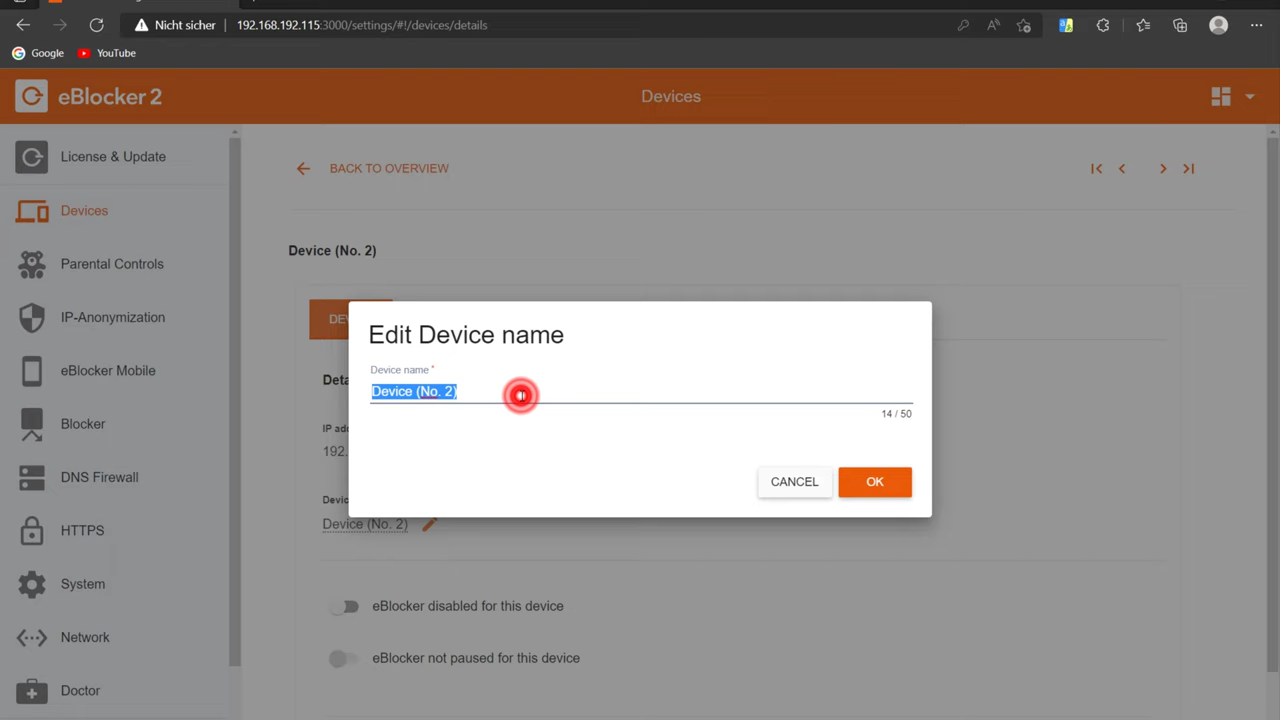 Nicht sicher
192.168.192.115:3000/settings/#!/devices/details
Google
YouTube
eBlocker 2
Devices
License & Update
Devices
Parental Controls
IP-Anonymization
eBlocker Mobile
Blocker
DNS Firewall
HTTPS
System
Network
Doctor
BACK TO OVERVIEW
Device (No. 2)
Edit Device name
Device name *
Device (No. 2)
14 / 50
CANCEL
OK
192.
Device (No. 2)
eBlocker disabled for this device
eBlocker not paused for this device